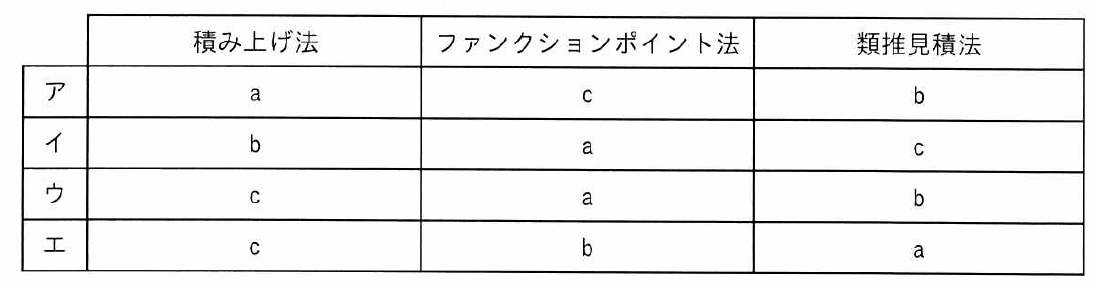 積み上げ法 ファンクションポイント法 類推見積法
ア a c b
イ b a c
ウ c a b
エ c b a